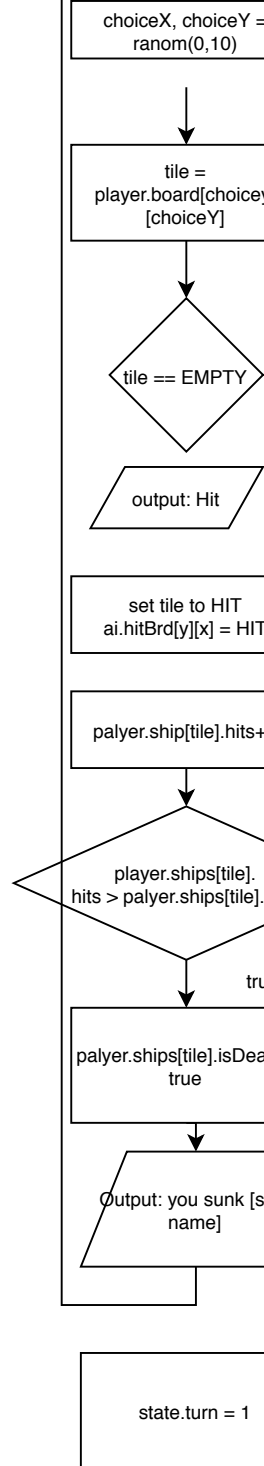 choiceX, choiceY =
ranom(0,10)
tile =
player.board[choicey
[choiceY]
tile == EMPTY
output: Hit
set tile to HIT
ai.hitBrd[y][x] = HIT
palyer.ship[tile].hits+
player.ships[tile].
hits > palyer.ships[tile].
tru
palyer.ships[tile].isDea
true
Output: you sunk [s
name]
state.turn = 1